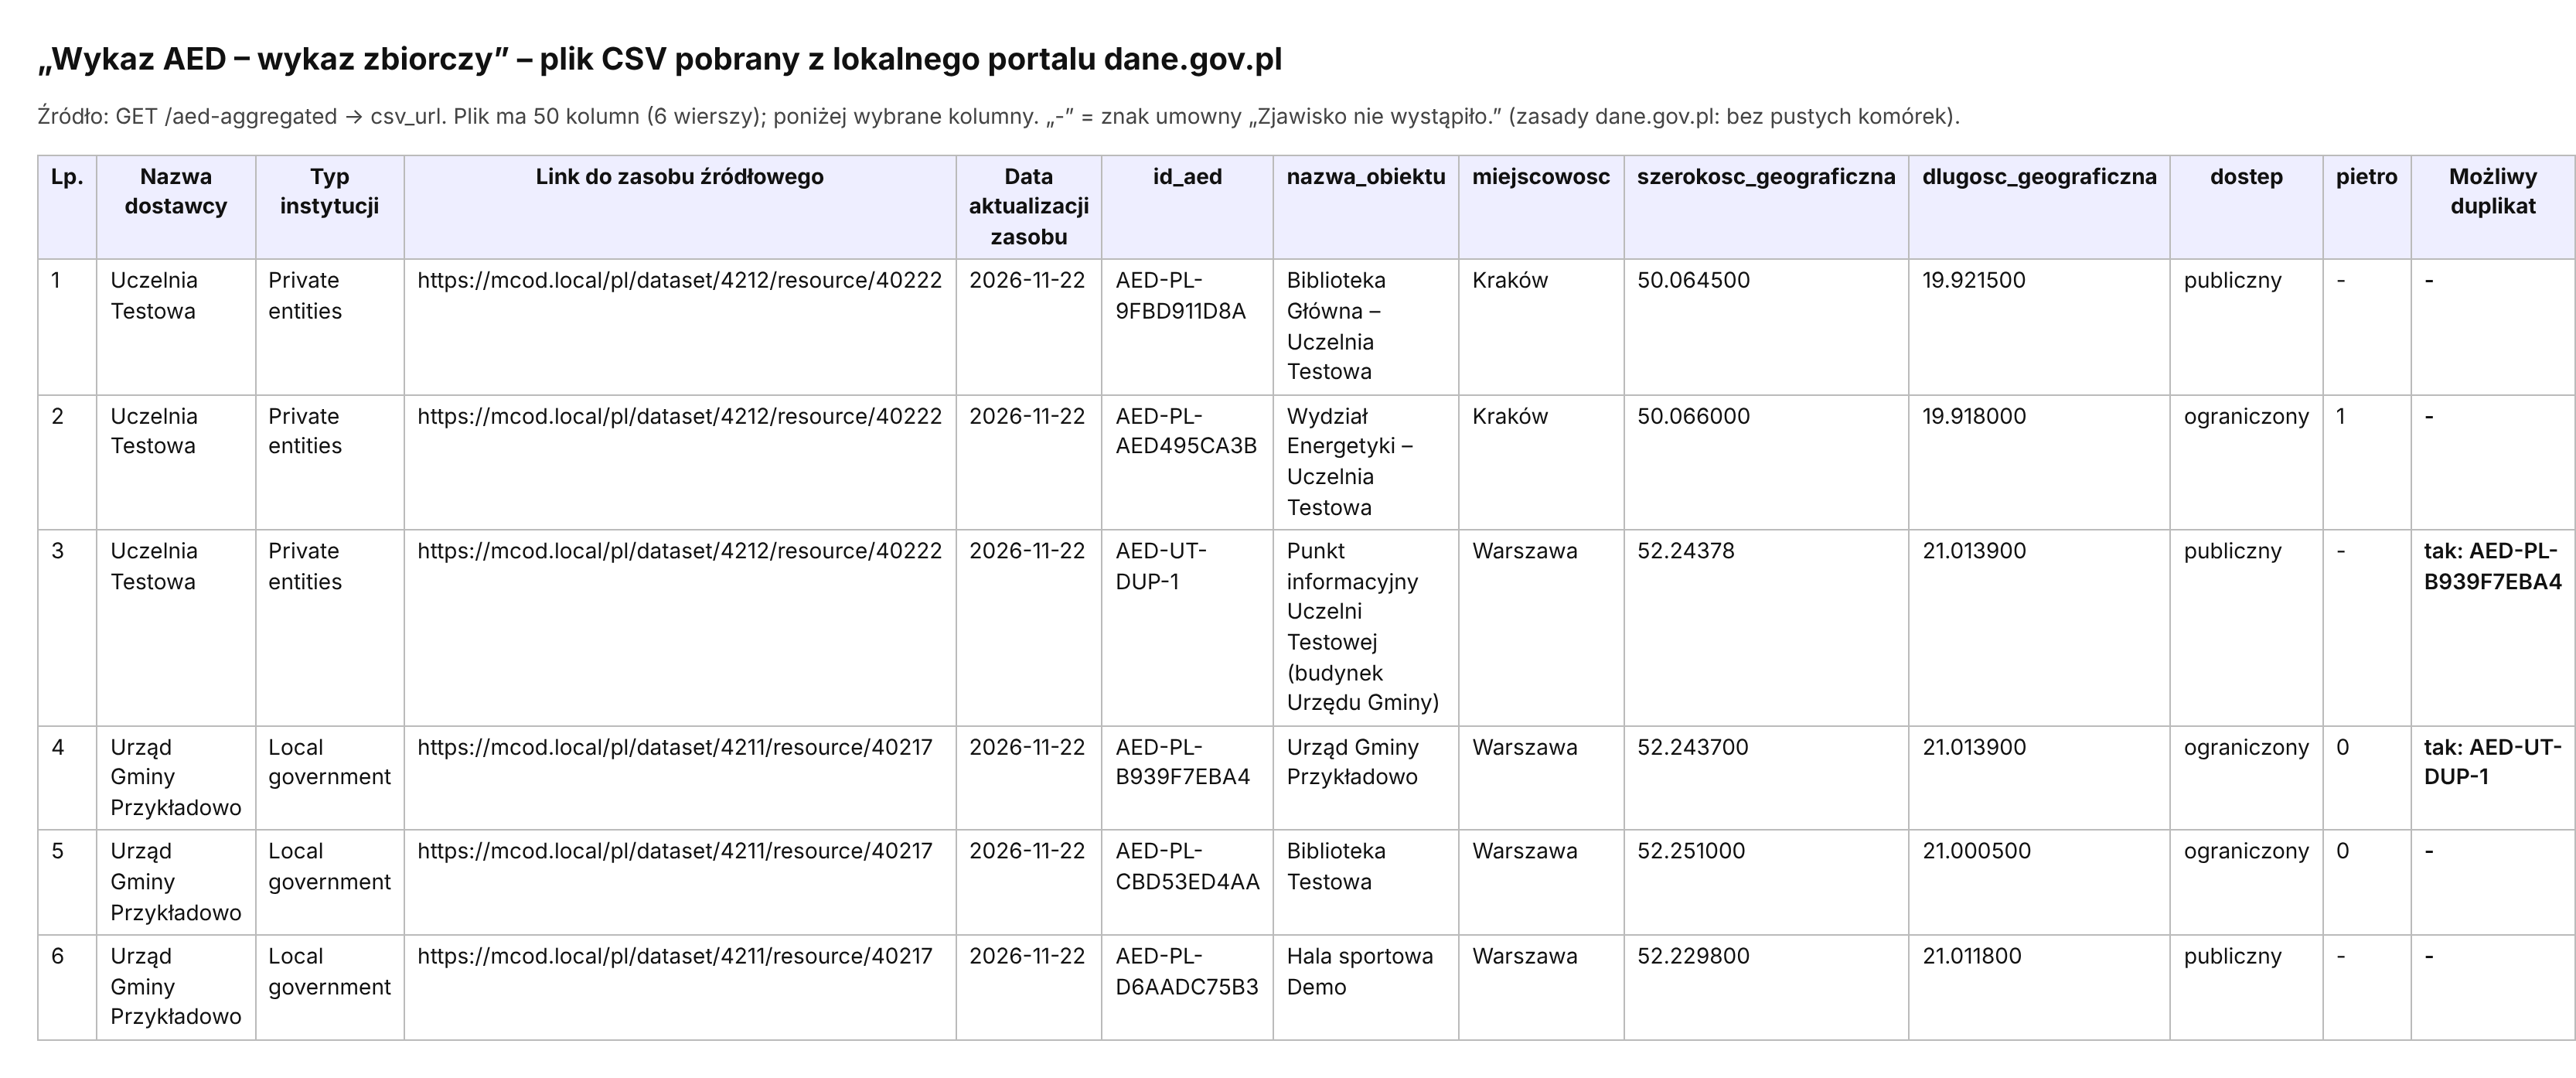 „Wykaz AED – wykaz zbiorczy” – plik CSV pobrany z lokalnego portalu dane.gov.pl
Źródło: GET /aed-aggregated → csv_url. Plik ma 50 kolumn (6 wierszy); poniżej wybrane kolumny. „-” = znak umowny „Zjawisko nie wystąpiło.” (zasady dane.gov.pl: bez pustych komórek).
Lp. Nazwa dostawcy Typ instytucji Link do zasobu źródłowego Data aktualizacji zasobu id_aed nazwa_obiektu miejscowosc szerokosc_geograficzna dlugosc_geograficzna dostep pietro Możliwy duplikat
1 Uczelnia Testowa Private entities https://mcod.local/pl/dataset/4212/resource/40222 2026-11-22 AED-PL-9FBD911D8A Biblioteka Główna – Uczelnia Testowa Kraków 50.064500 19.921500 publiczny - -
2 Uczelnia Testowa Private entities https://mcod.local/pl/dataset/4212/resource/40222 2026-11-22 AED-PL-AED495CA3B Wydział Energetyki – Uczelnia Testowa Kraków 50.066000 19.918000 ograniczony 1 -
3 Uczelnia Testowa Private entities https://mcod.local/pl/dataset/4212/resource/40222 2026-11-22 AED-UT-DUP-1 Punkt informacyjny Uczelni Testowej (budynek Urzędu Gminy) Warszawa 52.24378 21.013900 publiczny - tak: AED-PL-B939F7EBA4
4 Urząd Gminy Przykładowo Local government https://mcod.local/pl/dataset/4211/resource/40217 2026-11-22 AED-PL-B939F7EBA4 Urząd Gminy Przykładowo Warszawa 52.243700 21.013900 ograniczony 0 tak: AED-UT-DUP-1
5 Urząd Gminy Przykładowo Local government https://mcod.local/pl/dataset/4211/resource/40217 2026-11-22 AED-PL-CBD53ED4AA Biblioteka Testowa Warszawa 52.251000 21.000500 ograniczony 0 -
6 Urząd Gminy Przykładowo Local government https://mcod.local/pl/dataset/4211/resource/40217 2026-11-22 AED-PL-D6AADC75B3 Hala sportowa Demo Warszawa 52.229800 21.011800 publiczny - -